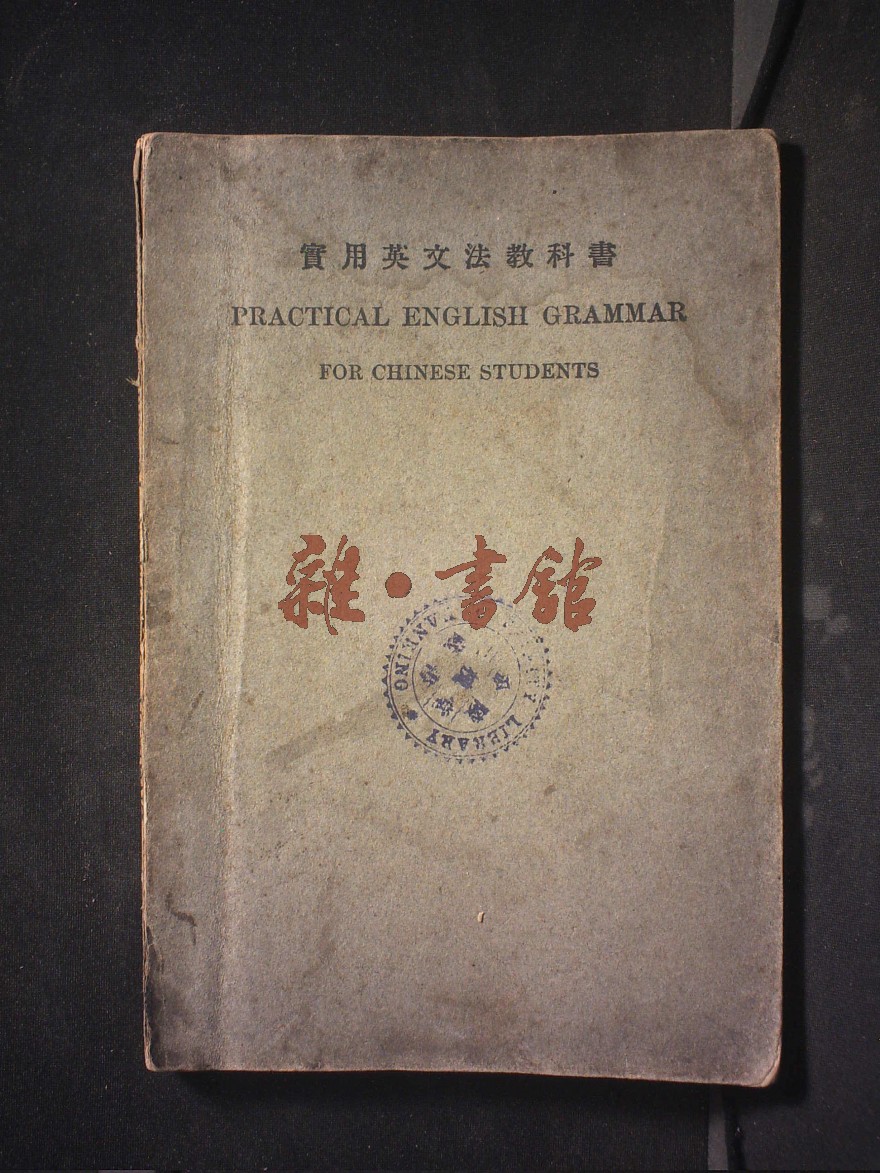 實用英文法教科書
PRACTICAL ENGLISH GRAMMAR
FOR CHINESE STUDENTS
雜·書館
LIBRARY